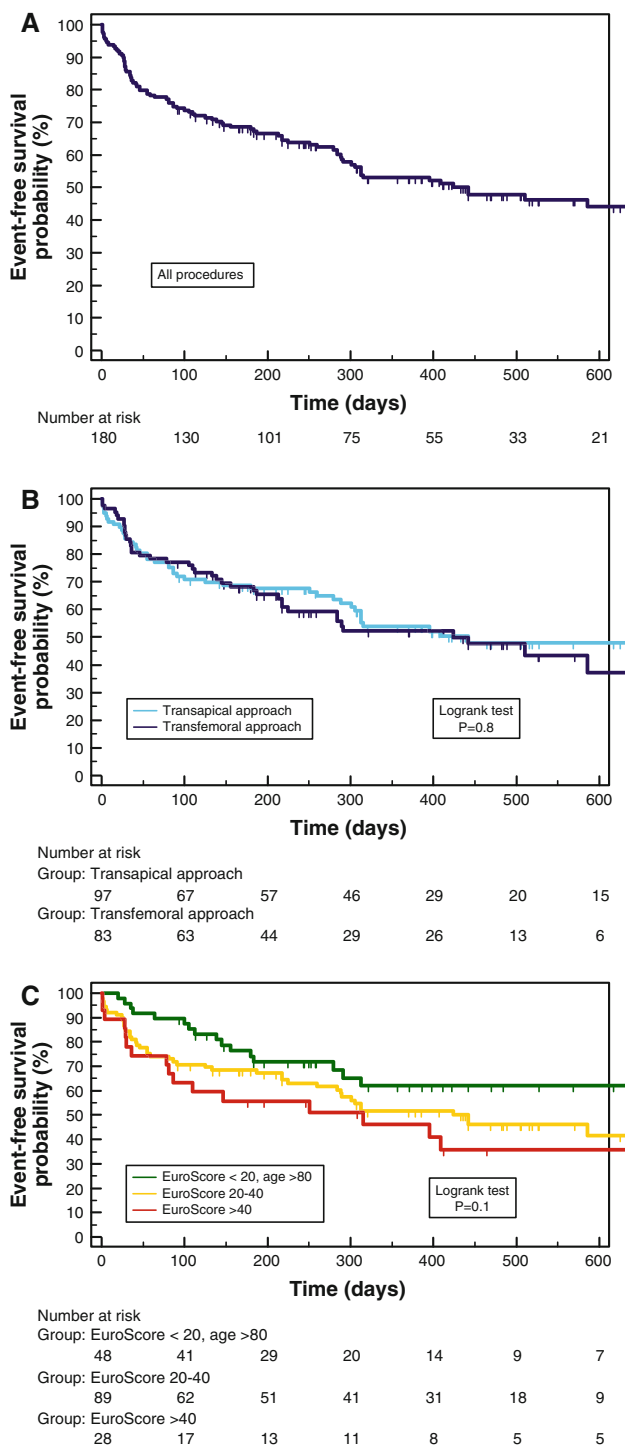 A
Event-free survival
probability (%)
100
90
80
70
60
50
40
30
20
10
0
All procedures
0 100 200 300 400 500 600
Time (days)
Number at risk
180 130 101 75 55 33 21
B
Event-free survival
probability (%)
100
90
80
70
60
50
40
30
20
10
0
Transapical approach
Transfemoral approach
Logrank test
P=0.8
0 100 200 300 400 500 600
Time (days)
Number at risk
Group: Transapical approach
97 67 57 46 29 20 15
Group: Transfemoral approach
83 63 44 29 26 13 6
C
Event-free survival
probability (%)
100
90
80
70
60
50
40
30
20
10
0
EuroScore < 20, age >80
EuroScore 20-40
EuroScore >40
Logrank test
P=0.1
0 100 200 300 400 500 600
Time (days)
Number at risk
Group: EuroScore < 20, age >80
48 41 29 20 14 9 7
Group: EuroScore 20-40
89 62 51 41 31 18 9
Group: EuroScore >40
28 17 13 11 8 5 5